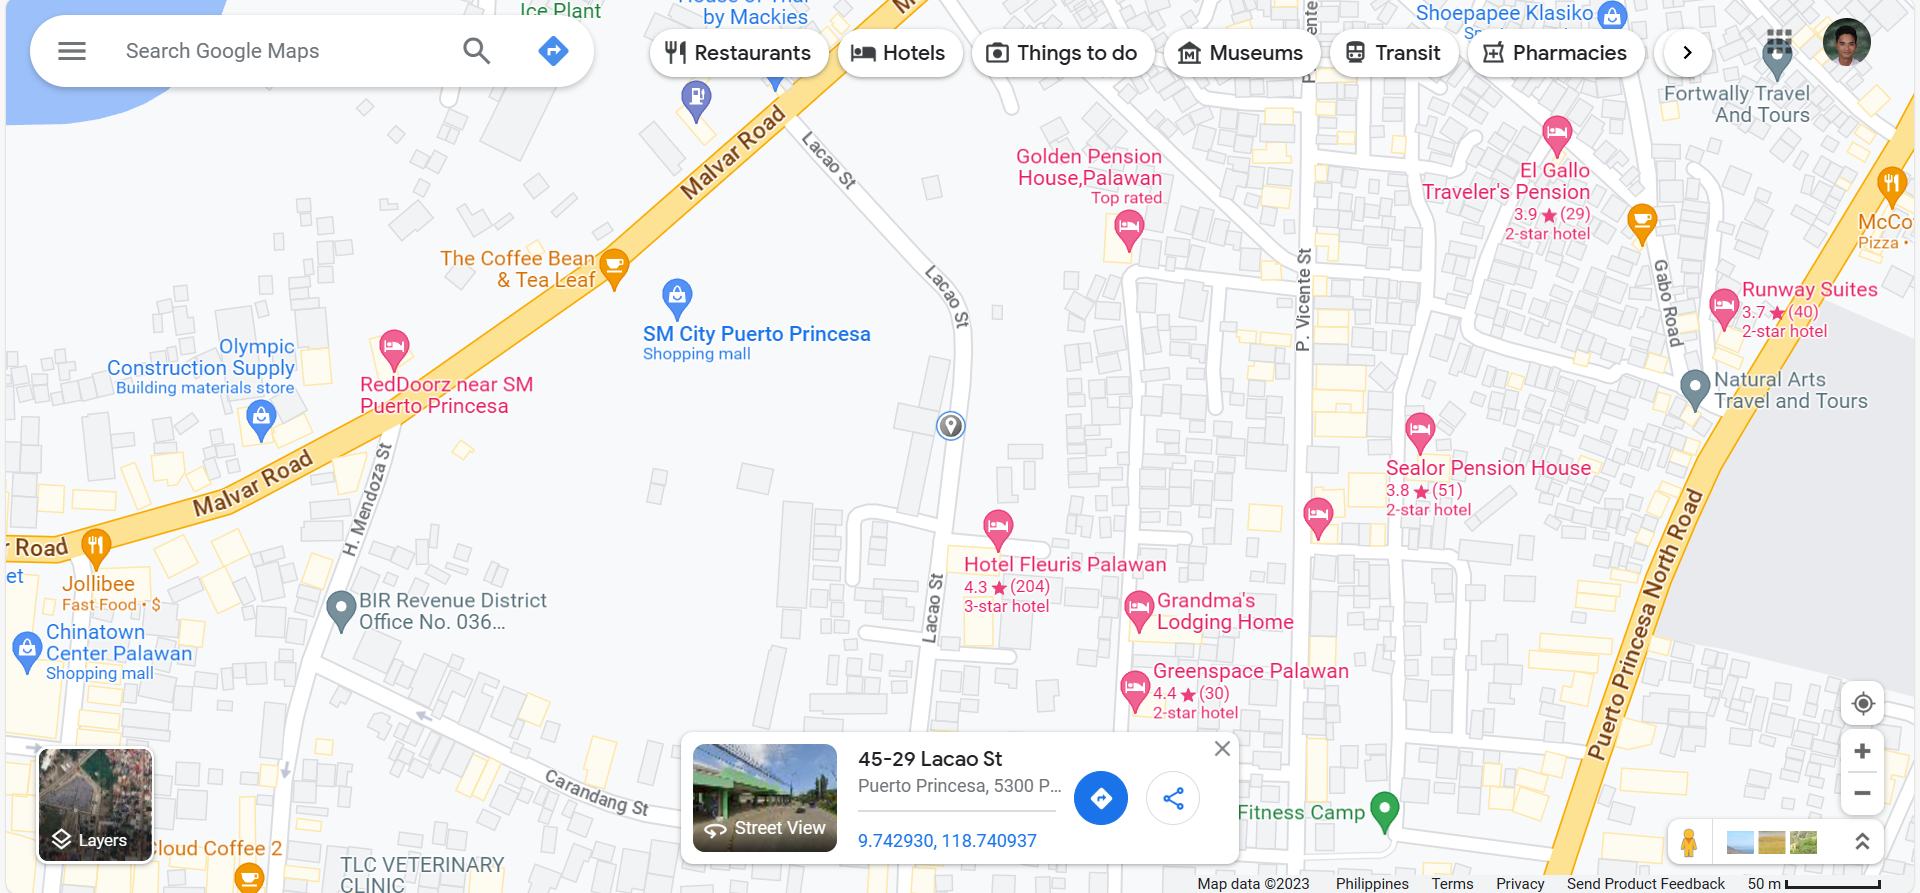 Ice Plant
by Mackies
Shoepapee Klasiko
Search Google Maps
Restaurants
Hotels
Things to do
Museums
Transit
Pharmacies
Fortwally Travel
And Tours
Malvar Road
Lacao St
Golden Pension
House,Palawan
Top rated
El Gallo
Traveler's Pension
3.9 ★ (29)
2-star hotel
McCo
Pizza •
The Coffee Bean
& Tea Leaf
Lacao St
P. Vicente St
Gabo Road
Runway Suites
3.7 ★ (40)
2-star hotel
SM City Puerto Princesa
Shopping mall
Olympic
Construction Supply
Building materials store
RedDoorz near SM
Puerto Princesa
Natural Arts
Travel and Tours
Malvar Road
H. Mendoza St
Sealor Pension House
3.8 ★ (51)
2-star hotel
r Road
et
Jollibee
Fast Food • $
Hotel Fleuris Palawan
4.3 ★ (204)
3-star hotel
Lacao St
Puerto Princesa North Road
BIR Revenue District
Office No. 036...
Grandma's
Lodging Home
Chinatown
Center Palawan
Shopping mall
Greenspace Palawan
4.4 ★ (30)
2-star hotel
Carandang St
45-29 Lacao St
Puerto Princesa, 5300 P...
9.742930, 118.740937
Street View
Fitness Camp
Layers
loud Coffee 2
TLC VETERINARY
CLINIC
Map data ©2023
Philippines
Terms
Privacy
Send Product Feedback
50 m